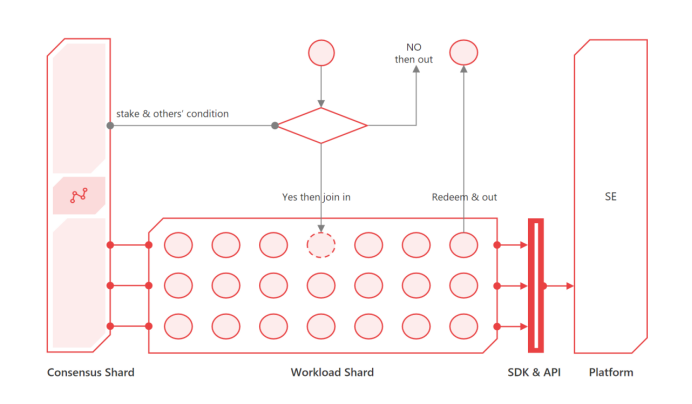 NO
then out
stake & others' condition
Yes then join in
Redeem & out
SE
Consensus Shard
Workload Shard
SDK & API
Platform